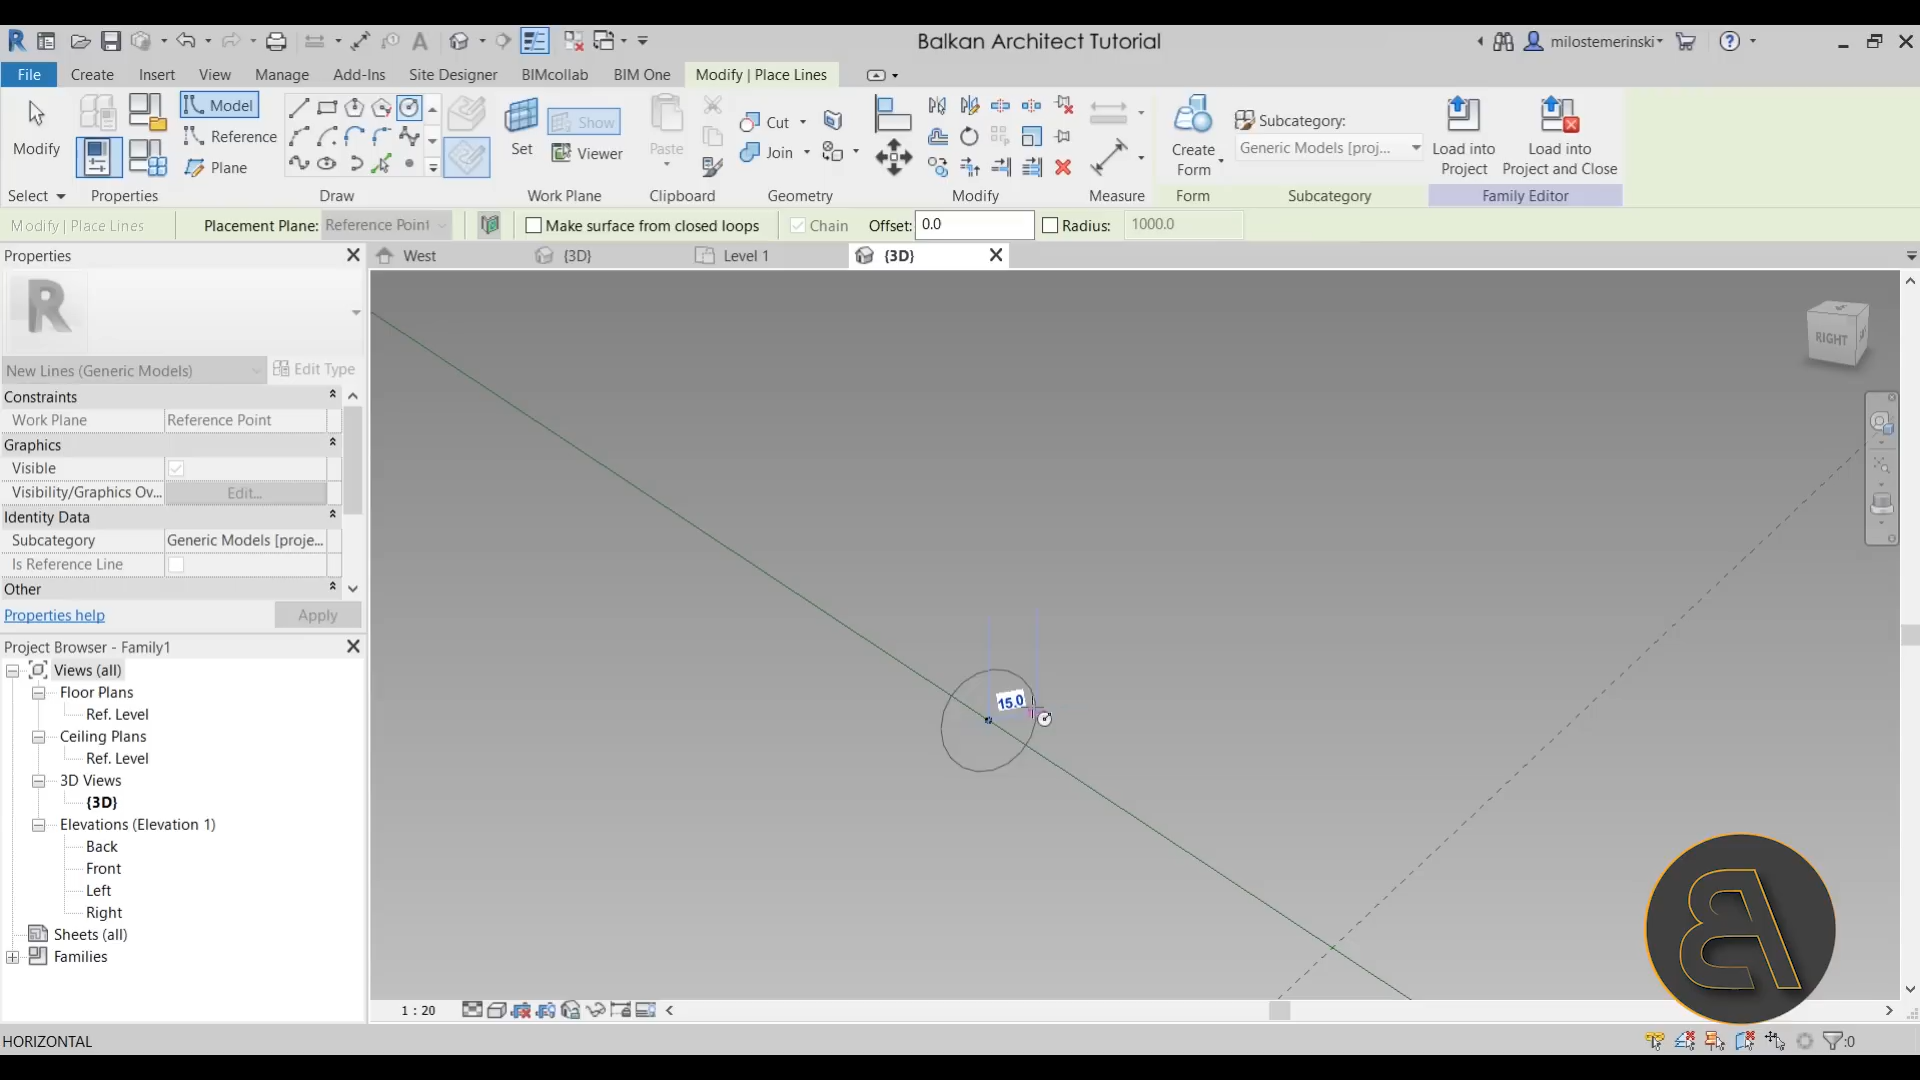 Balkan Architect Tutorial
milostemerinski
File
Create
Insert
View
Manage
Add-Ins
Site Designer
BIMcollab
BIM One
Modify | Place Lines
Modify
Model
Reference
Plane
Set
Show
Viewer
Paste
Cut
Join
Create
Form
Subcategory:
Generic Models [proj...
Load into
Project
Load into
Project and Close
Select
Properties
Draw
Work Plane
Clipboard
Geometry
Modify
Measure
Form
Subcategory
Family Editor
Modify | Place Lines
Placement Plane:
Reference Point
Make surface from closed loops
Chain
Offset:
0.0
Radius:
1000.0
Properties
West
{3D}
Level 1
{3D}
New Lines (Generic Models)
Edit Type
Constraints
Work Plane
Reference Point
Graphics
Visible
Visibility/Graphics Ov...
Edit...
Identity Data
Subcategory
Generic Models [proje...
Is Reference Line
Other
Properties help
Apply
RIGHT
15.0
Project Browser - Family1
Views (all)
Floor Plans
Ref. Level
Ceiling Plans
Ref. Level
3D Views
{3D}
Elevations (Elevation 1)
Back
Front
Left
Right
Sheets (all)
Families
1 : 20
HORIZONTAL
:0